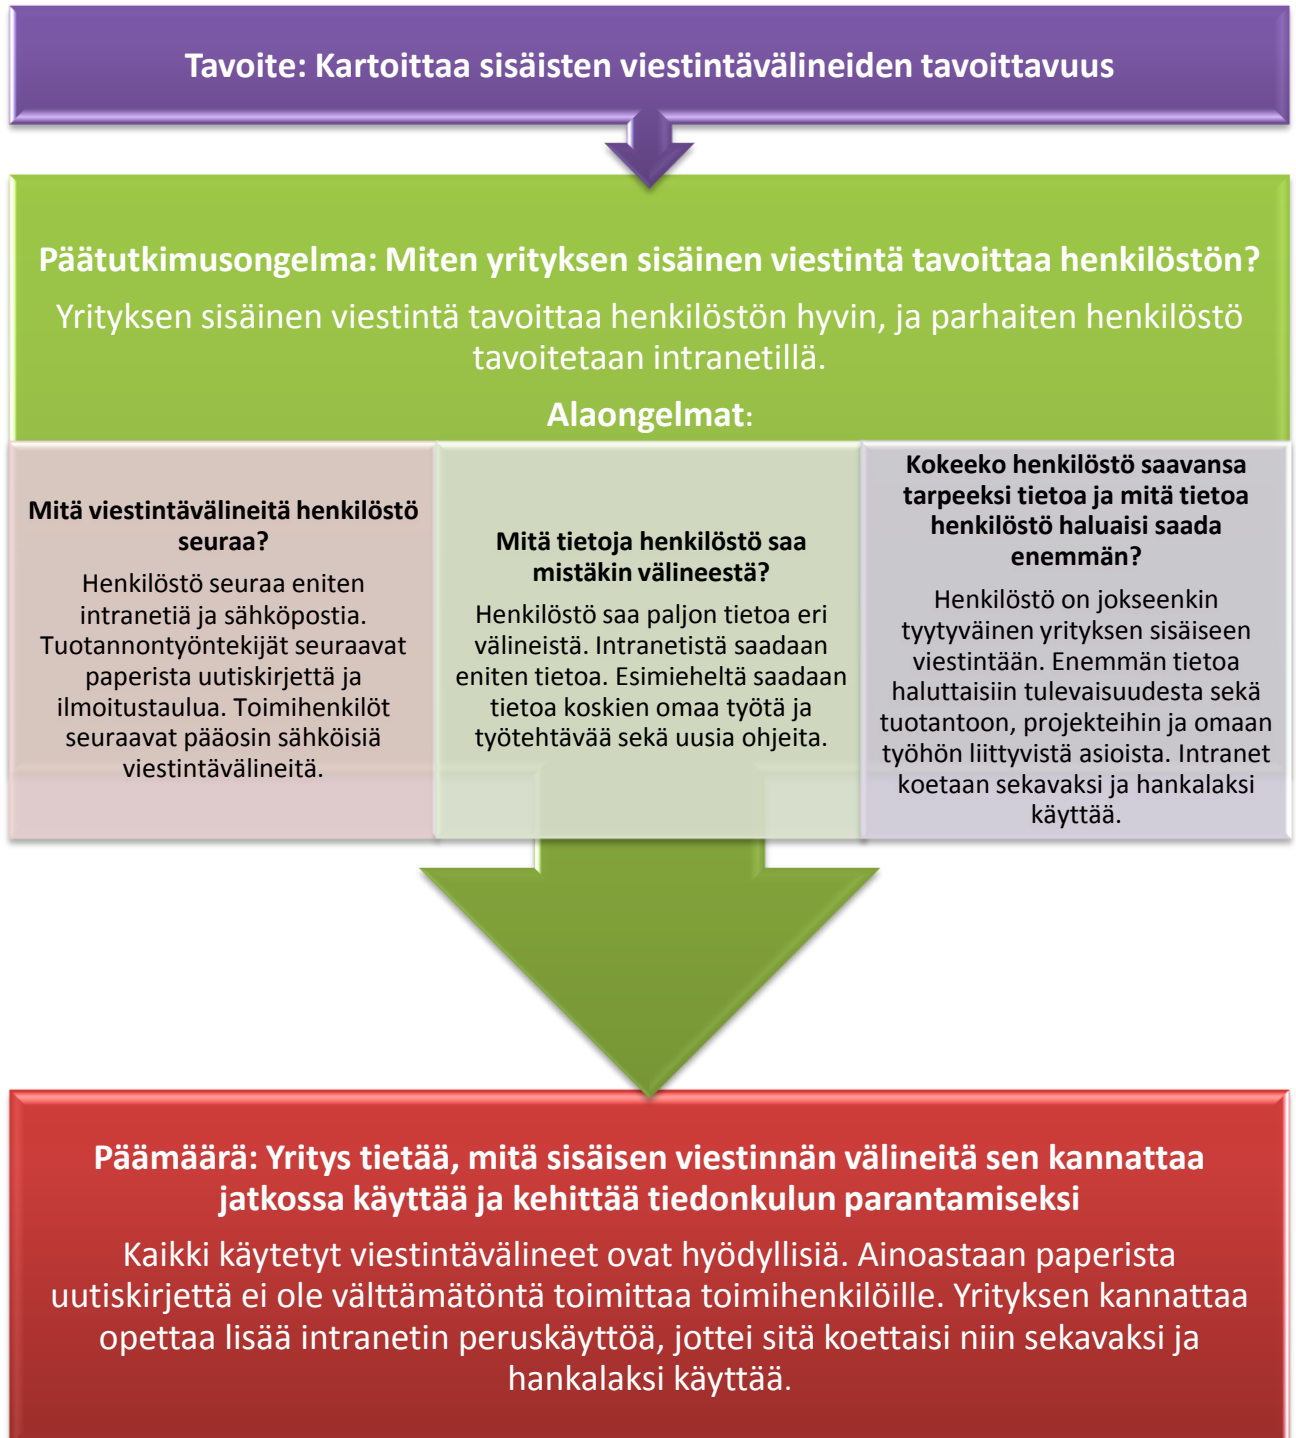 Tavoite: Kartoittaa sisäisten viestintävälineiden tavoittavuus
Päätutkimusongelma: Miten yrityksen sisäinen viestintä tavoittaa henkilöstön?
Yrityksen sisäinen viestintä tavoittaa henkilöstön hyvin, ja parhaiten henkilöstö
tavoitetaan intranetillä.
Alaongelmat:
Mitä viestintävälineitä henkilöstö
seuraa?
Henkilöstö seuraa eniten
intranetiä ja sähköpostia.
Tuotannontyöntekijät seuraavat
paperista uutiskirjettä ja
ilmoitustaulua. Toimihenkilöt
seuraavat pääosin sähköisiä
viestintävälineitä.
Mitä tietoja henkilöstö saa
mistäkin välineestä?
Henkilöstö saa paljon tietoa eri
välineistä. Intranetistä saadaan
eniten tietoa. Esimieheltä saadaan
tietoa koskien omaa työtä ja
työtehtävää sekä uusia ohjeita.
Kokeeko henkilöstö saavansa
tarpeeksi tietoa ja mitä tietoa
henkilöstö haluaisi saada
enemmän?
Henkilöstö on jokseenkin
tyytyväinen yrityksen sisäiseen
viestintään. Enemmän tietoa
haluttaisiin tulevaisuudesta sekä
tuotantoon, projekteihin ja omaan
työhön liittyvistä asioista. Intranet
koetaan sekavaksi ja hankalaksi
käyttää.
Päämäärä: Yritys tietää, mitä sisäisen viestinnän välineitä sen kannattaa
jatkossa käyttää ja kehittää tiedonkulun parantamiseksi
Kaikki käytetyt viestintävälineet ovat hyödyllisiä. Ainoastaan paperista
uutiskirjettä ei ole välttämätöntä toimittaa toimihenkilöille. Yrityksen kannattaa
opettaa lisää intranetin peruskäyttöä, jottei sitä koettaisi niin sekavaksi ja
hankalaksi käyttää.